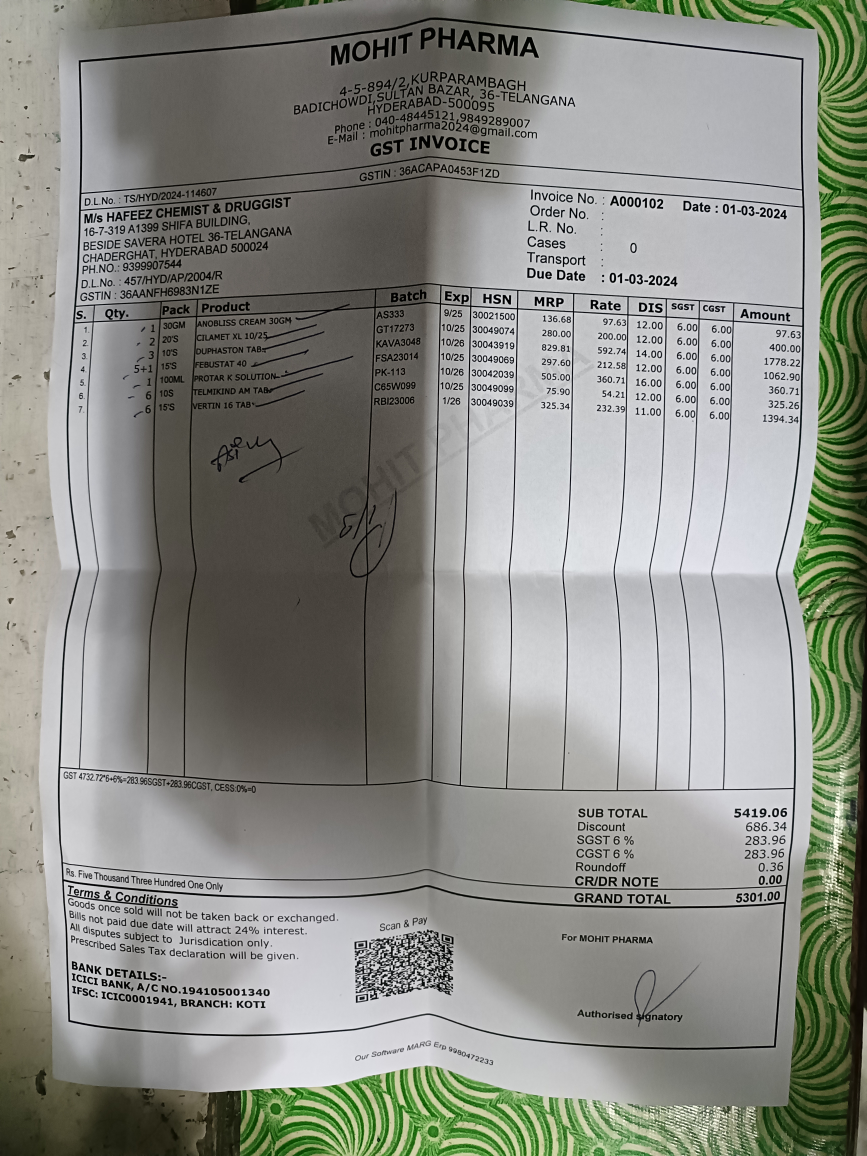 MOHIT PHARMA
4-5-894/2,KURPARAMBAGH
BADICHOWDI,SULTAN BAZAR, 36-TELANGANA
HYDERABAD-500095
Phone : 040-48445121,9849289007
E-Mail : mohitpharma2024@gmail.com
GST INVOICE
GSTIN : 36ACAPA0453F1ZD
D.L.No. : TS/HYD/2024-114607
M/s HAFEEZ CHEMIST & DRUGGIST
16-7-319 A1399 SHIFA BUILDING,
BESIDE SAVERA HOTEL 36-TELANGANA
CHADERGHAT, HYDERABAD 500024
PH.NO.: 9399907544
D.L.No. : 457/HYD/AP/2004/R
GSTIN : 36AANFH6983N1ZE
Invoice No. : A000102 Date : 01-03-2024
Order No. :
L.R. No. :
Cases : 0
Transport :
Due Date : 01-03-2024
S. Qty. Pack Product Batch Exp HSN MRP Rate DIS SGST CGST Amount
1. 1 30GM ANOBLISS CREAM 30GM AS333 9/25 30021500 136.68 97.63 12.00 6.00 6.00 97.63
2. 2 20'S CILAMET XL 10/25 GT17273 10/25 30049074 280.00 200.00 12.00 6.00 6.00 400.00
3. 3 10'S DUPHASTON TAB KAVA3048 10/26 30043919 829.81 592.74 14.00 6.00 6.00 1778.22
4. 5+1 15'S FEBUSTAT 40 FSA23014 10/25 30049069 297.60 212.58 12.00 6.00 6.00 1062.90
5. 1 100ML PROTAR K SOLUTION PK-113 10/26 30042039 505.00 360.71 16.00 6.00 6.00 360.71
6. 6 10S TELMIKIND AM TAB C65W099 10/25 30049099 75.90 54.21 12.00 6.00 6.00 325.26
7. 6 15'S VERTIN 16 TAB RBI23006 1/26 30049039 325.34 232.39 11.00 6.00 6.00 1394.34
MOHIT PHARMA
GST 4732.72*6+6%=283.96SGST+283.96CGST, CESS:0%=0
SUB TOTAL 5419.06
Discount 686.34
SGST 6 % 283.96
CGST 6 % 283.96
Roundoff 0.36
CR/DR NOTE 0.00
GRAND TOTAL 5301.00
Rs. Five Thousand Three Hundred One Only
Terms & Conditions
Goods once sold will not be taken back or exchanged.
Bills not paid due date will attract 24% interest.
All disputes subject to Jurisdication only.
Prescribed Sales Tax declaration will be given.
BANK DETAILS:-
ICICI BANK, A/C NO.194105001340
IFSC: ICIC0001941, BRANCH: KOTI
Scan & Pay
For MOHIT PHARMA
Authorised signatory
Our Software MARG Erp 9980472233